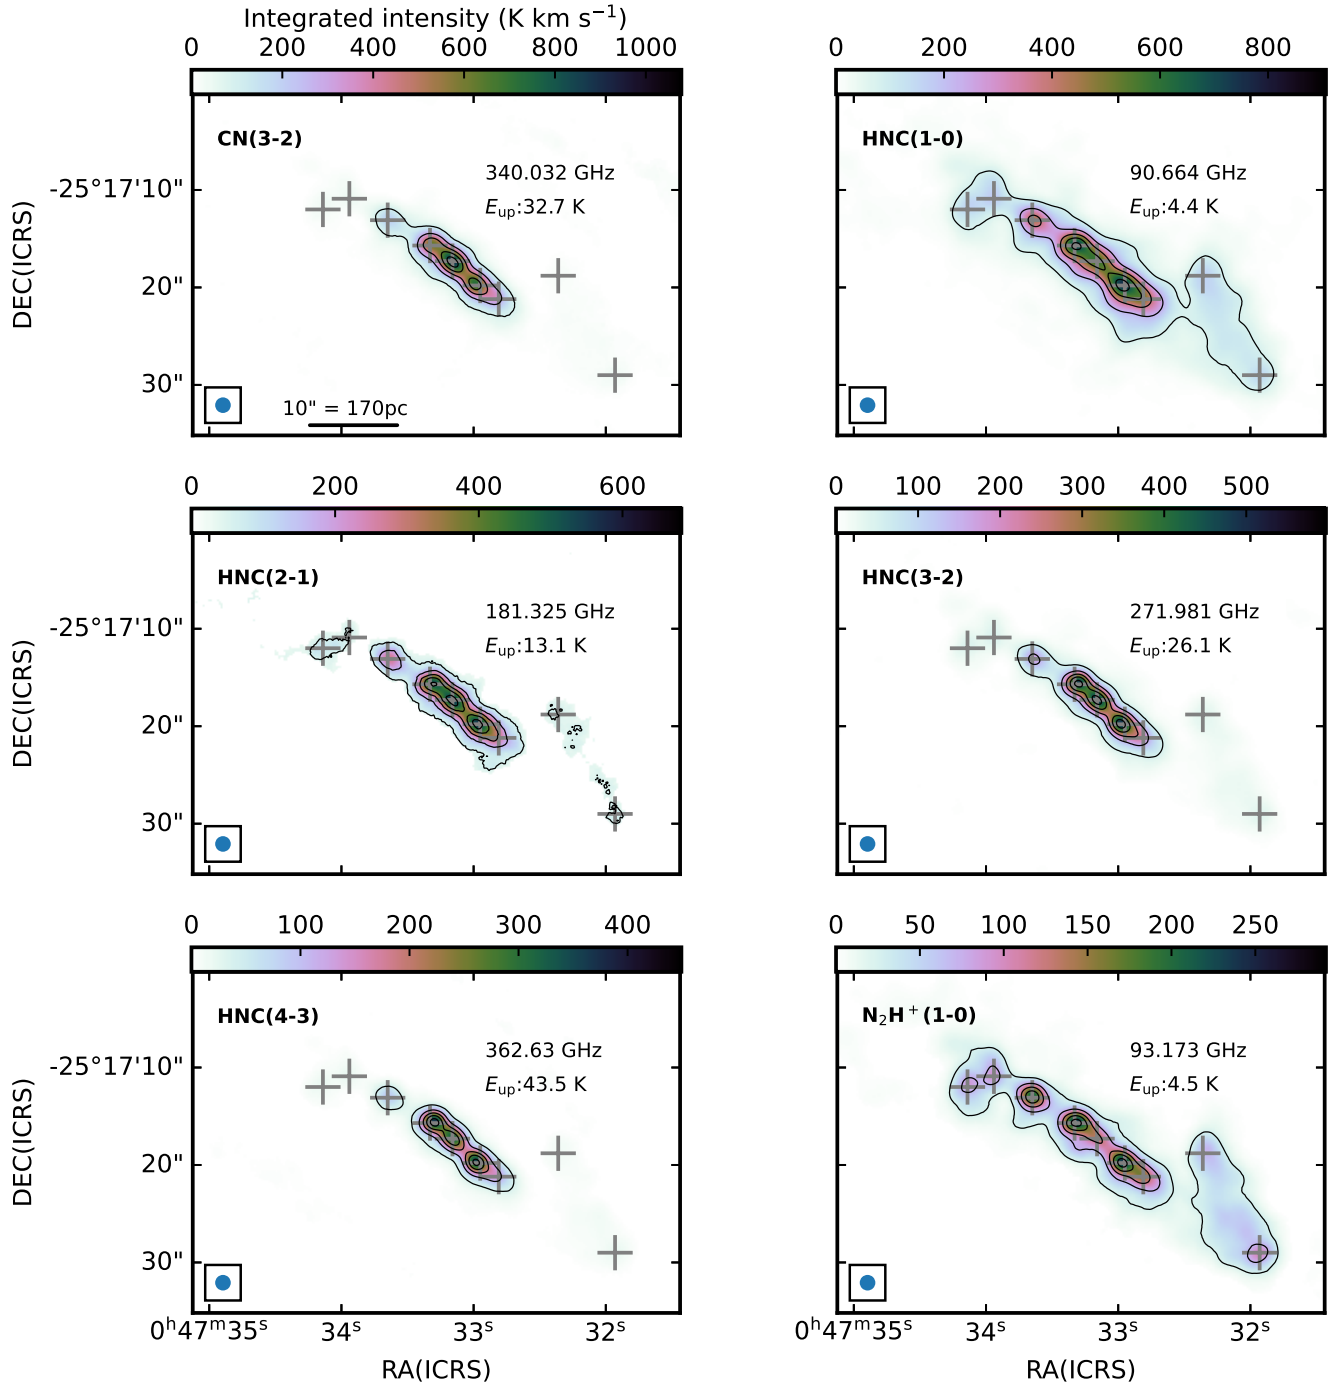 Integrated intensity (K km s⁻¹)
0 200 400 600 800 1000
0 200 400 600 800
CN(3-2)
340.032 GHz
E_up:32.7 K
10" = 170pc
-25°17'10"
20"
30"
DEC(ICRS)
HNC(1-0)
90.664 GHz
E_up:4.4 K
0 200 400 600
0 100 200 300 400 500
HNC(2-1)
181.325 GHz
E_up:13.1 K
-25°17'10"
20"
30"
DEC(ICRS)
HNC(3-2)
271.981 GHz
E_up:26.1 K
0 100 200 300 400
0 50 100 150 200 250
HNC(4-3)
362.63 GHz
E_up:43.5 K
-25°17'10"
20"
30"
DEC(ICRS)
N₂H⁺(1-0)
93.173 GHz
E_up:4.5 K
0ʰ47ᵐ35ˢ 34ˢ 33ˢ 32ˢ
0ʰ47ᵐ35ˢ 34ˢ 33ˢ 32ˢ
RA(ICRS)
RA(ICRS)